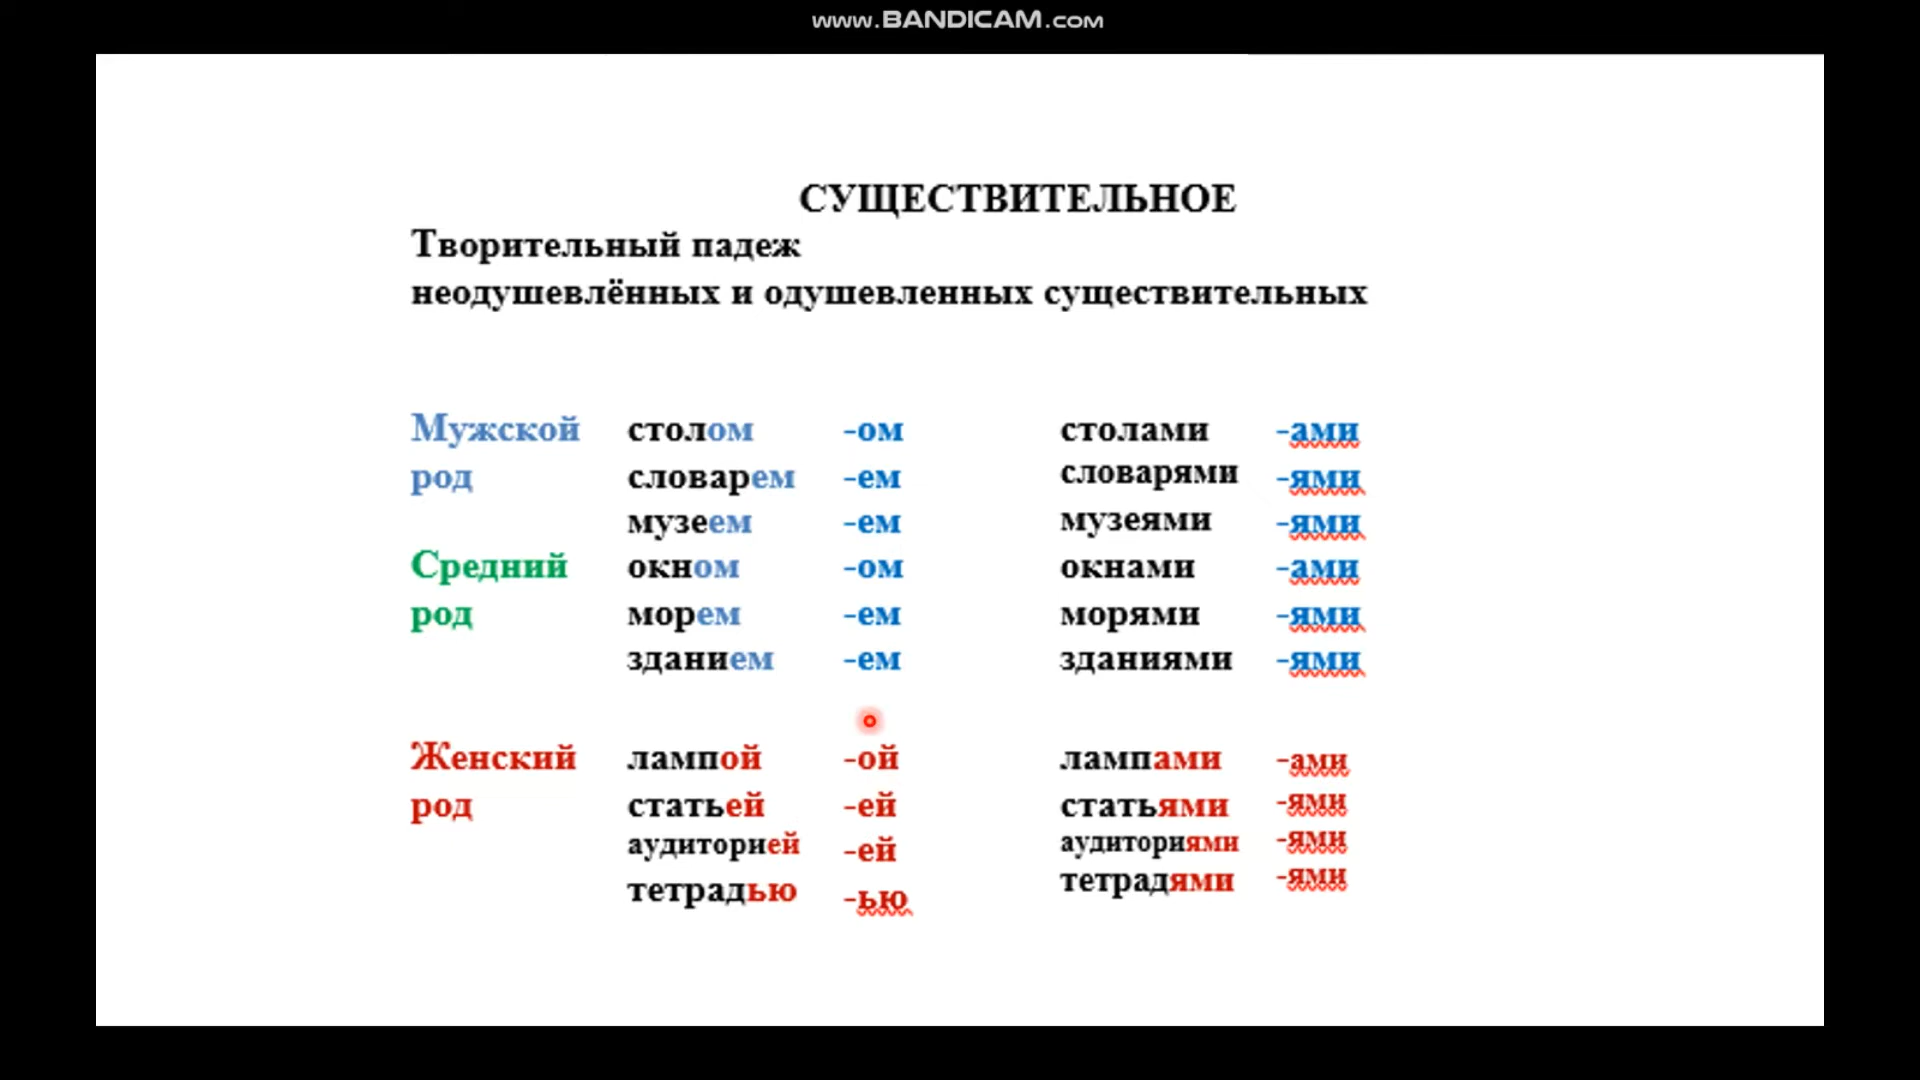 www.BANDICAM.com
СУЩЕСТВИТЕЛЬНОЕ
Творительный падеж
неодушевлённых и одушевленных существительных
Мужской столом -ом столами -ами
род словарем -ем словарями -ями
музеем -ем музеями -ями
Средний окном -ом окнами -ами
род морем -ем морями -ями
зданием -ем зданиями -ями
Женский лампой -ой лампами -ами
род статьей -ей статьями -ями
аудиторией -ей аудиториями -ями
тетрадью -ью тетрадями -ями